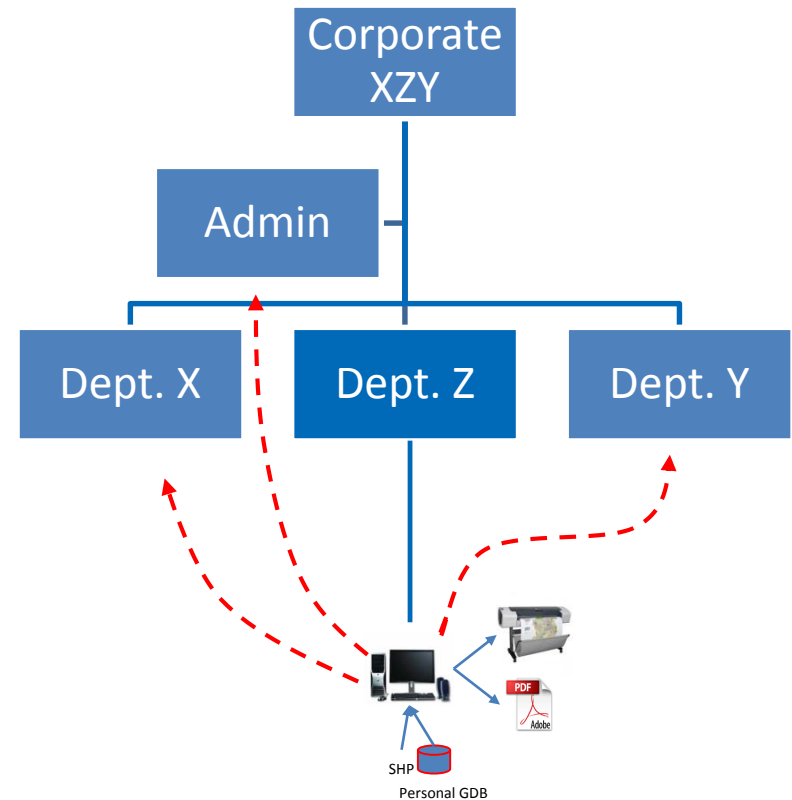 Corporate
XZY
Admin
Dept. X
Dept. Z
Dept. Y
PDF
Adobe
SHP
Personal GDB